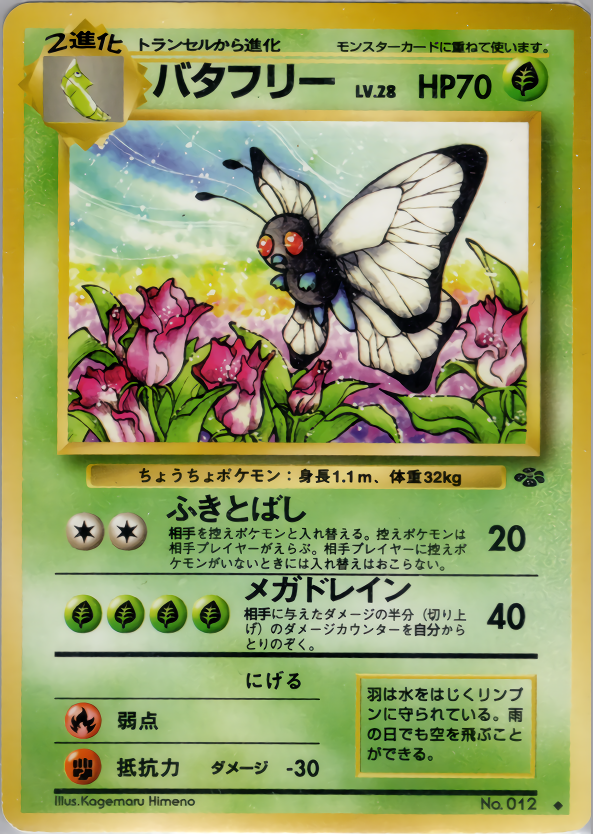 2進化 トランセルから進化 モンスターカードに重ねて使います。
バタフリー LV.28 HP70
ちょうちょポケモン:身長1.1m、体重32kg
ふきとばし
相手を控えポケモンと入れ替える。控えポケモンは
相手プレイヤーがえらぶ。相手プレイヤーに控えポ
ケモンがいないときには入れ替えはおこらない。
20
メガドレイン
相手に与えたダメージの半分(切り上
げ)のダメージカウンターを自分から
とりのぞく。
40
にげる
弱点
抵抗力 ダメージ -30
羽は水をはじくリンプ
ンに守られている。雨
の日でも空を飛ぶこと
ができる。
Illus.Kagemaru Himeno
No.012